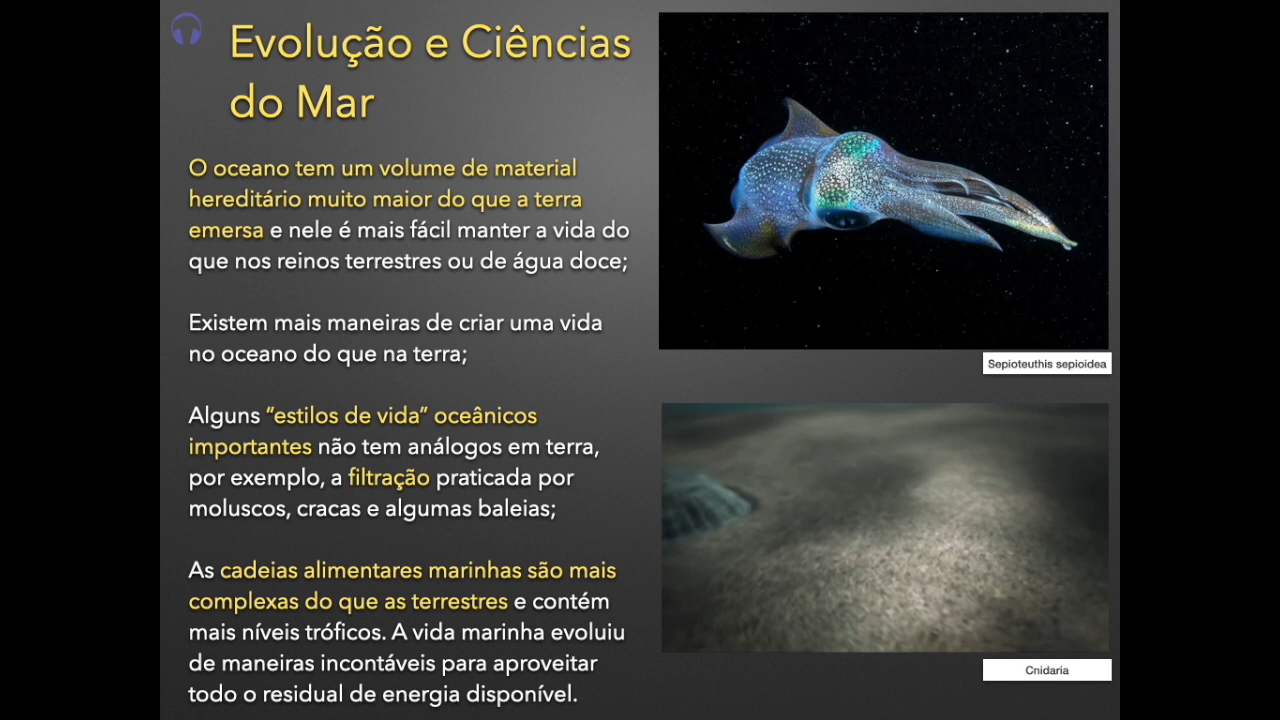 Evolução e Ciências
do Mar
O oceano tem um volume de material
hereditário muito maior do que a terra
emersa e nele é mais fácil manter a vida do
que nos reinos terrestres ou de água doce;
Existem mais maneiras de criar uma vida
no oceano do que na terra;
Alguns “estilos de vida” oceânicos
importantes não tem análogos em terra,
por exemplo, a filtração praticada por
moluscos, cracas e algumas baleias;
As cadeias alimentares marinhas são mais
complexas do que as terrestres e contém
mais níveis tróficos. A vida marinha evoluiu
de maneiras incontáveis para aproveitar
todo o residual de energia disponível.
Sepioteuthis sepioidea
Cnidaria